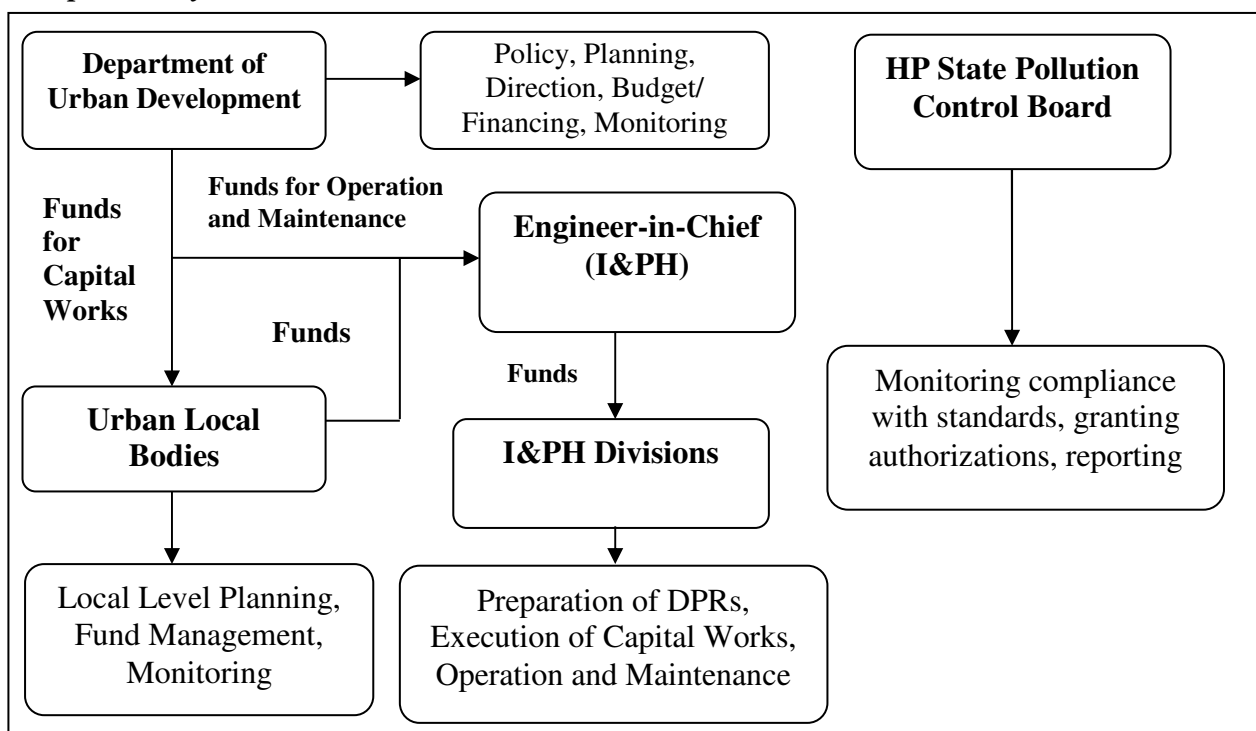 Department of
Urban Development
Policy, Planning,
Direction, Budget/
Financing, Monitoring
HP State Pollution
Control Board
Funds
for
Capital
Works
Funds for Operation
and Maintenance
Engineer-in-Chief
(I&PH)
Funds
Funds
Urban Local
Bodies
I&PH Divisions
Monitoring compliance
with standards, granting
authorizations, reporting
Local Level Planning,
Fund Management,
Monitoring
Preparation of DPRs,
Execution of Capital Works,
Operation and Maintenance